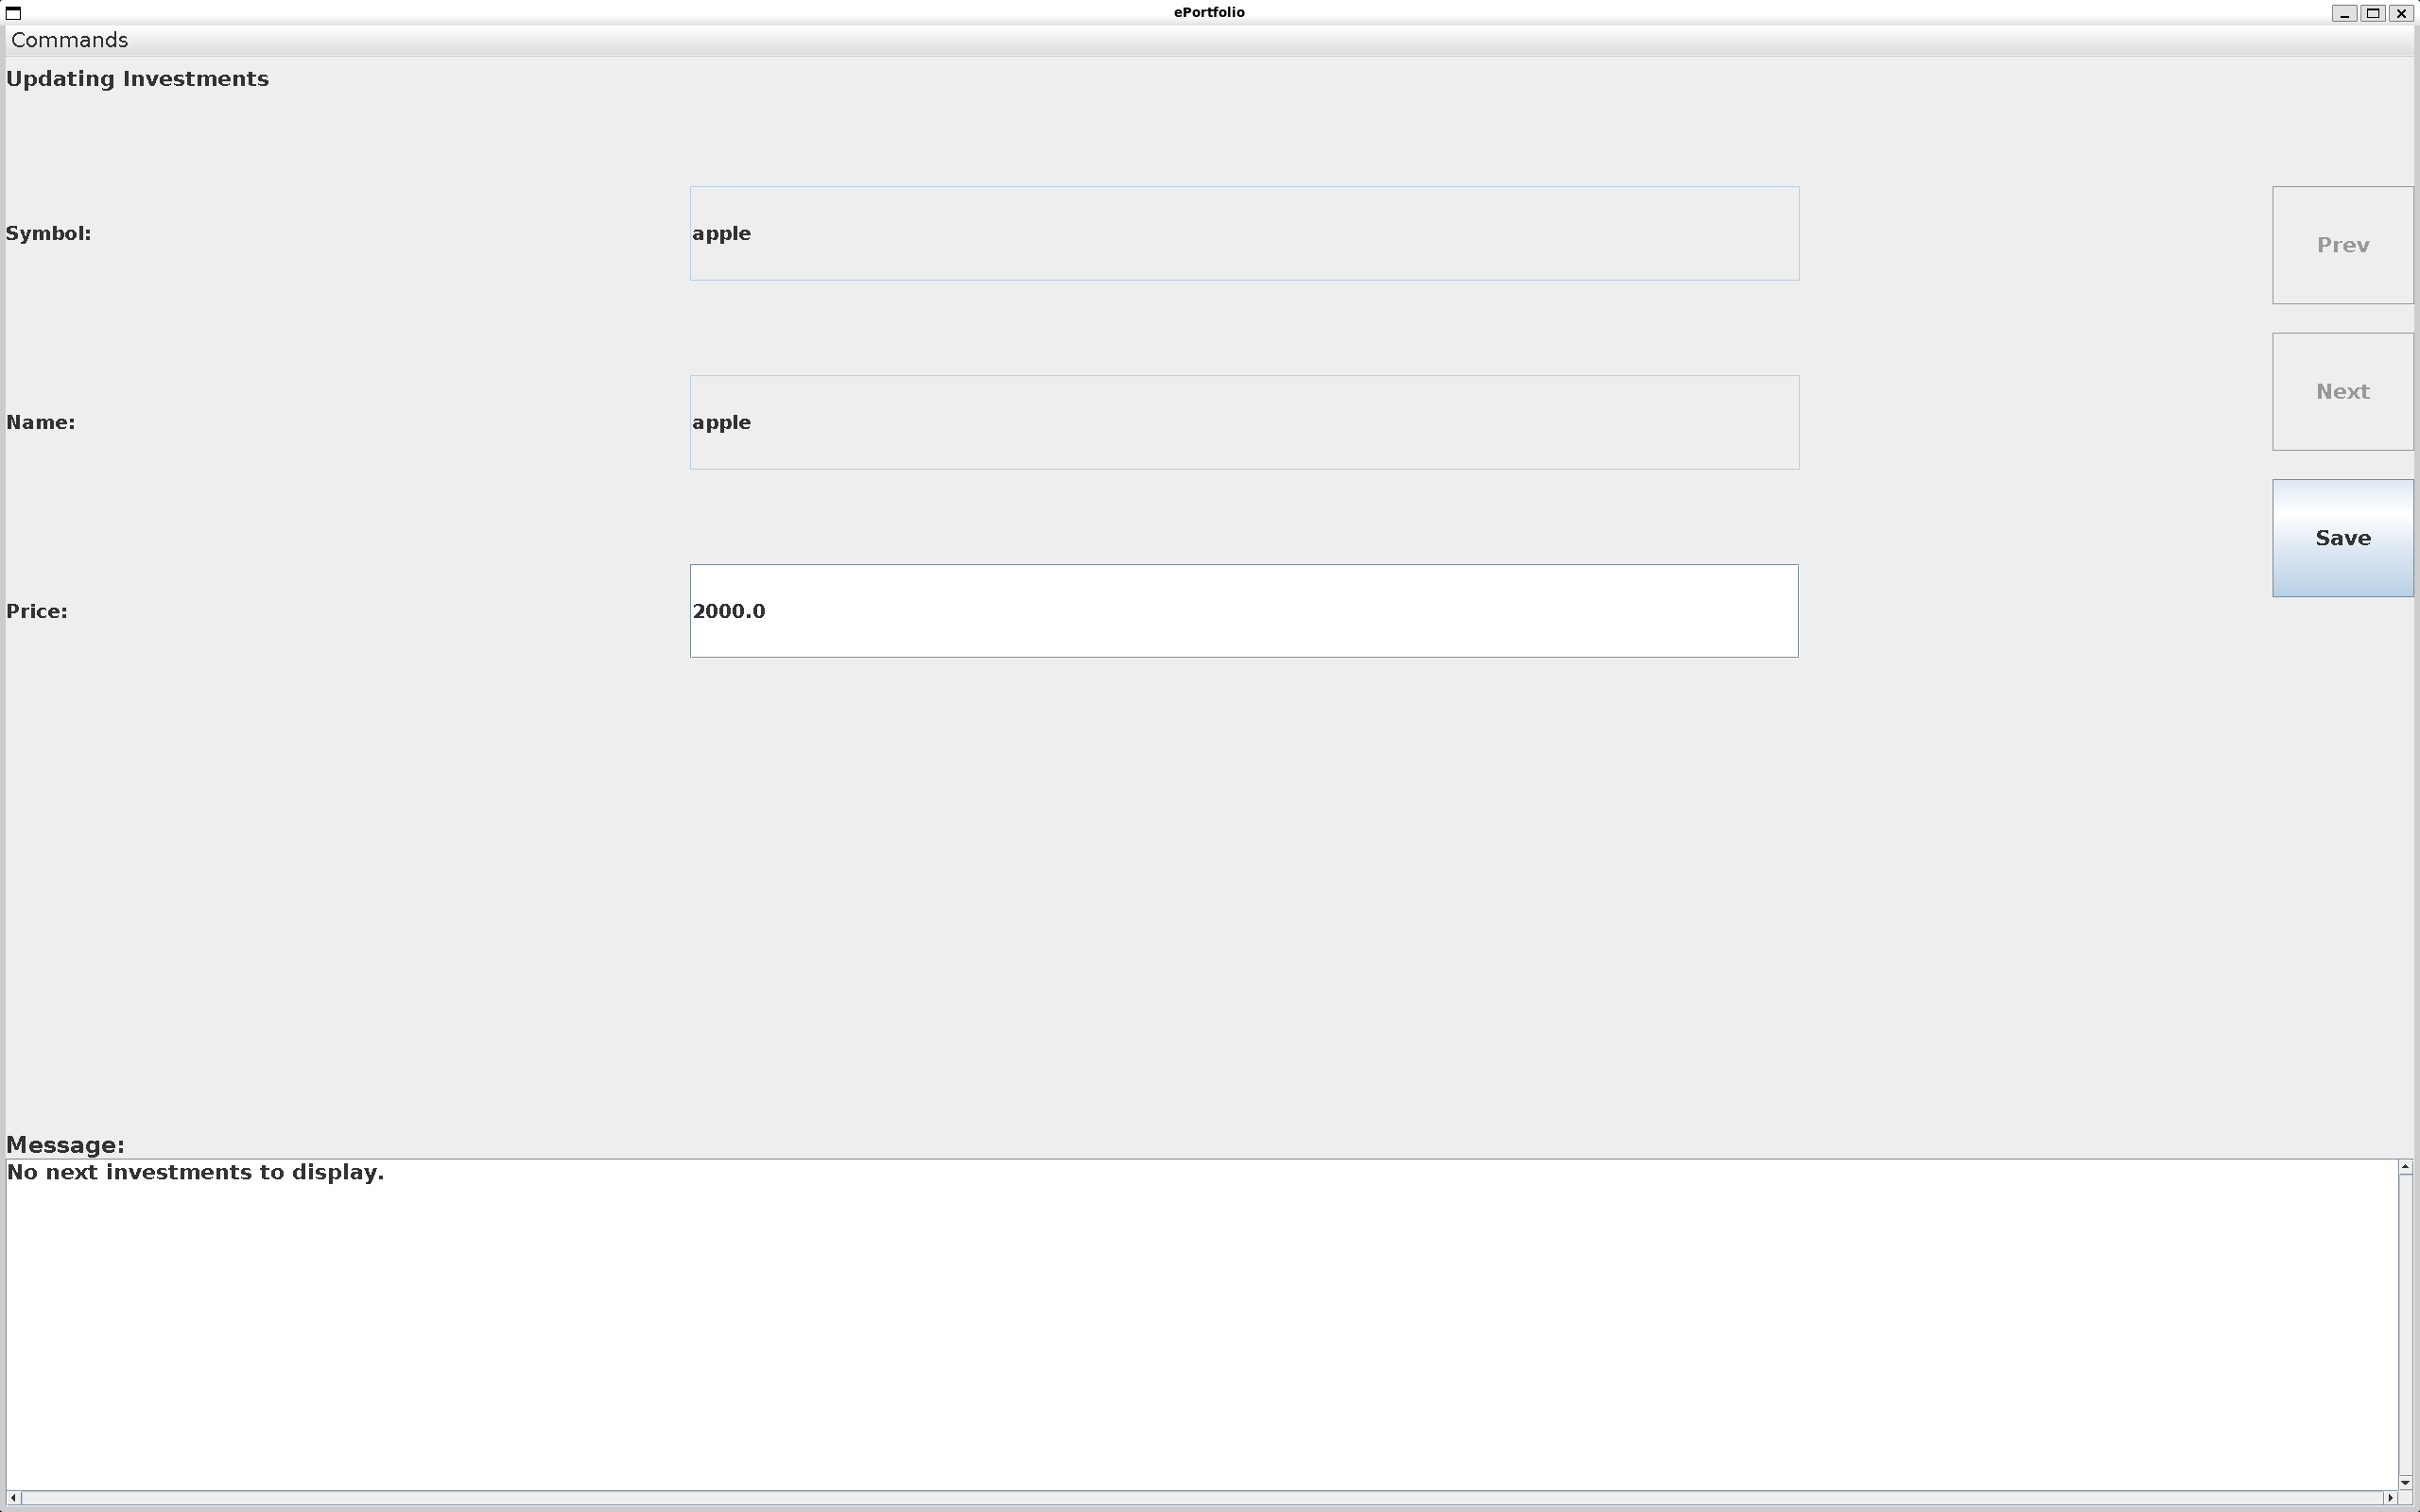 ePortfolio
Commands
Updating Investments
Symbol:
apple
Prev
Name:
apple
Next
Save
Price:
2000.0
Message:
No next investments to display.